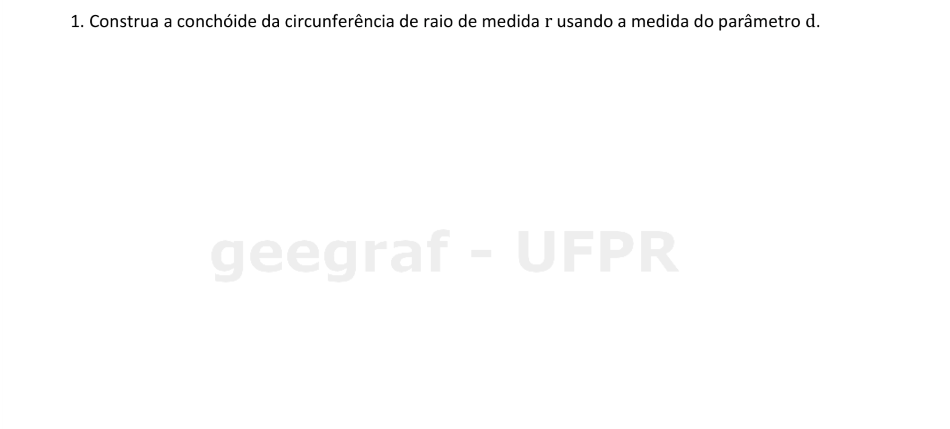 1. Construa a conchóide da circunferência de raio de medida r usando a medida do parâmetro d.
geegraf - UFPR